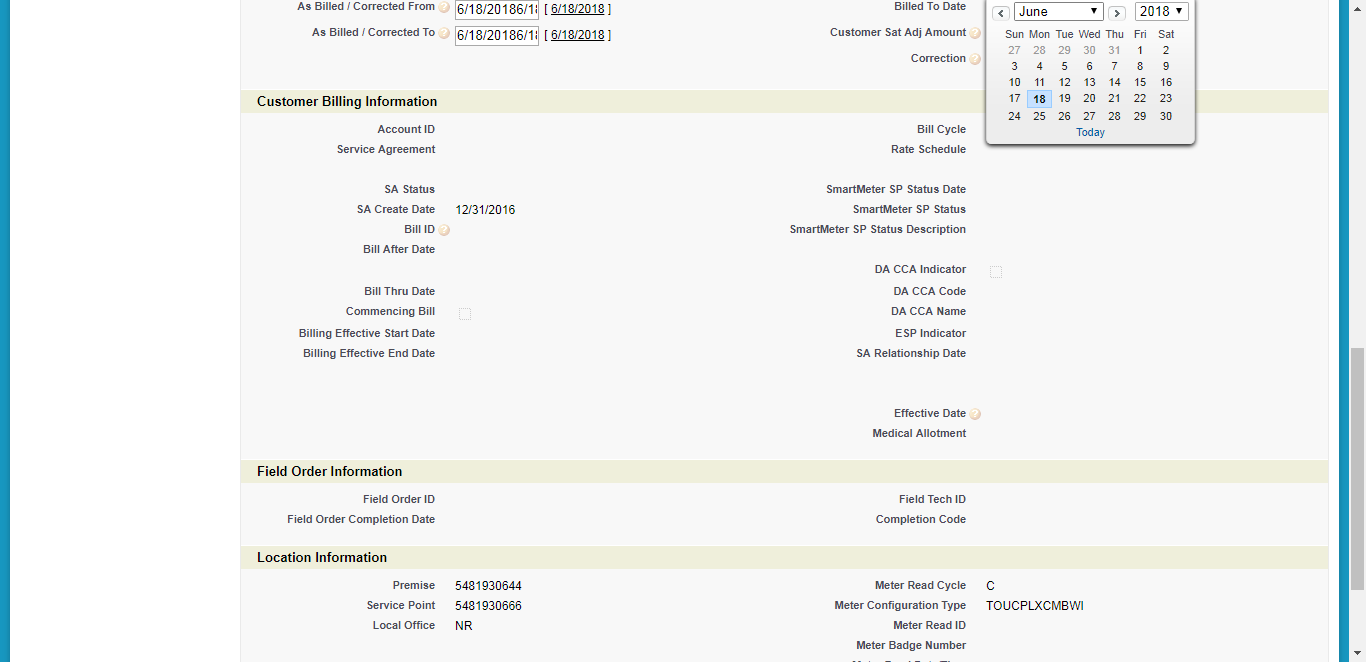 As Billed / Corrected From ? 6/18/20186/18 [ 6/18/2018 ]
As Billed / Corrected To ? 6/18/20186/18 [ 6/18/2018 ]
Billed To Date
Customer Sat Adj Amount ?
Correction ?
June 2018
Sun Mon Tue Wed Thu Fri Sat
27 28 29 30 31 1 2
3 4 5 6 7 8 9
10 11 12 13 14 15 16
17 18 19 20 21 22 23
24 25 26 27 28 29 30
Today
Customer Billing Information
Account ID
Service Agreement
SA Status
SA Create Date 12/31/2016
Bill ID ?
Bill After Date
Bill Thru Date
Commencing Bill
Billing Effective Start Date
Billing Effective End Date
Bill Cycle
Rate Schedule
SmartMeter SP Status Date
SmartMeter SP Status
SmartMeter SP Status Description
DA CCA Indicator
DA CCA Code
DA CCA Name
ESP Indicator
SA Relationship Date
Effective Date ?
Medical Allotment
Field Order Information
Field Order ID
Field Order Completion Date
Field Tech ID
Completion Code
Location Information
Premise 5481930644
Service Point 5481930666
Local Office NR
Meter Read Cycle C
Meter Configuration Type TOUCPLXCMBWI
Meter Read ID
Meter Badge Number